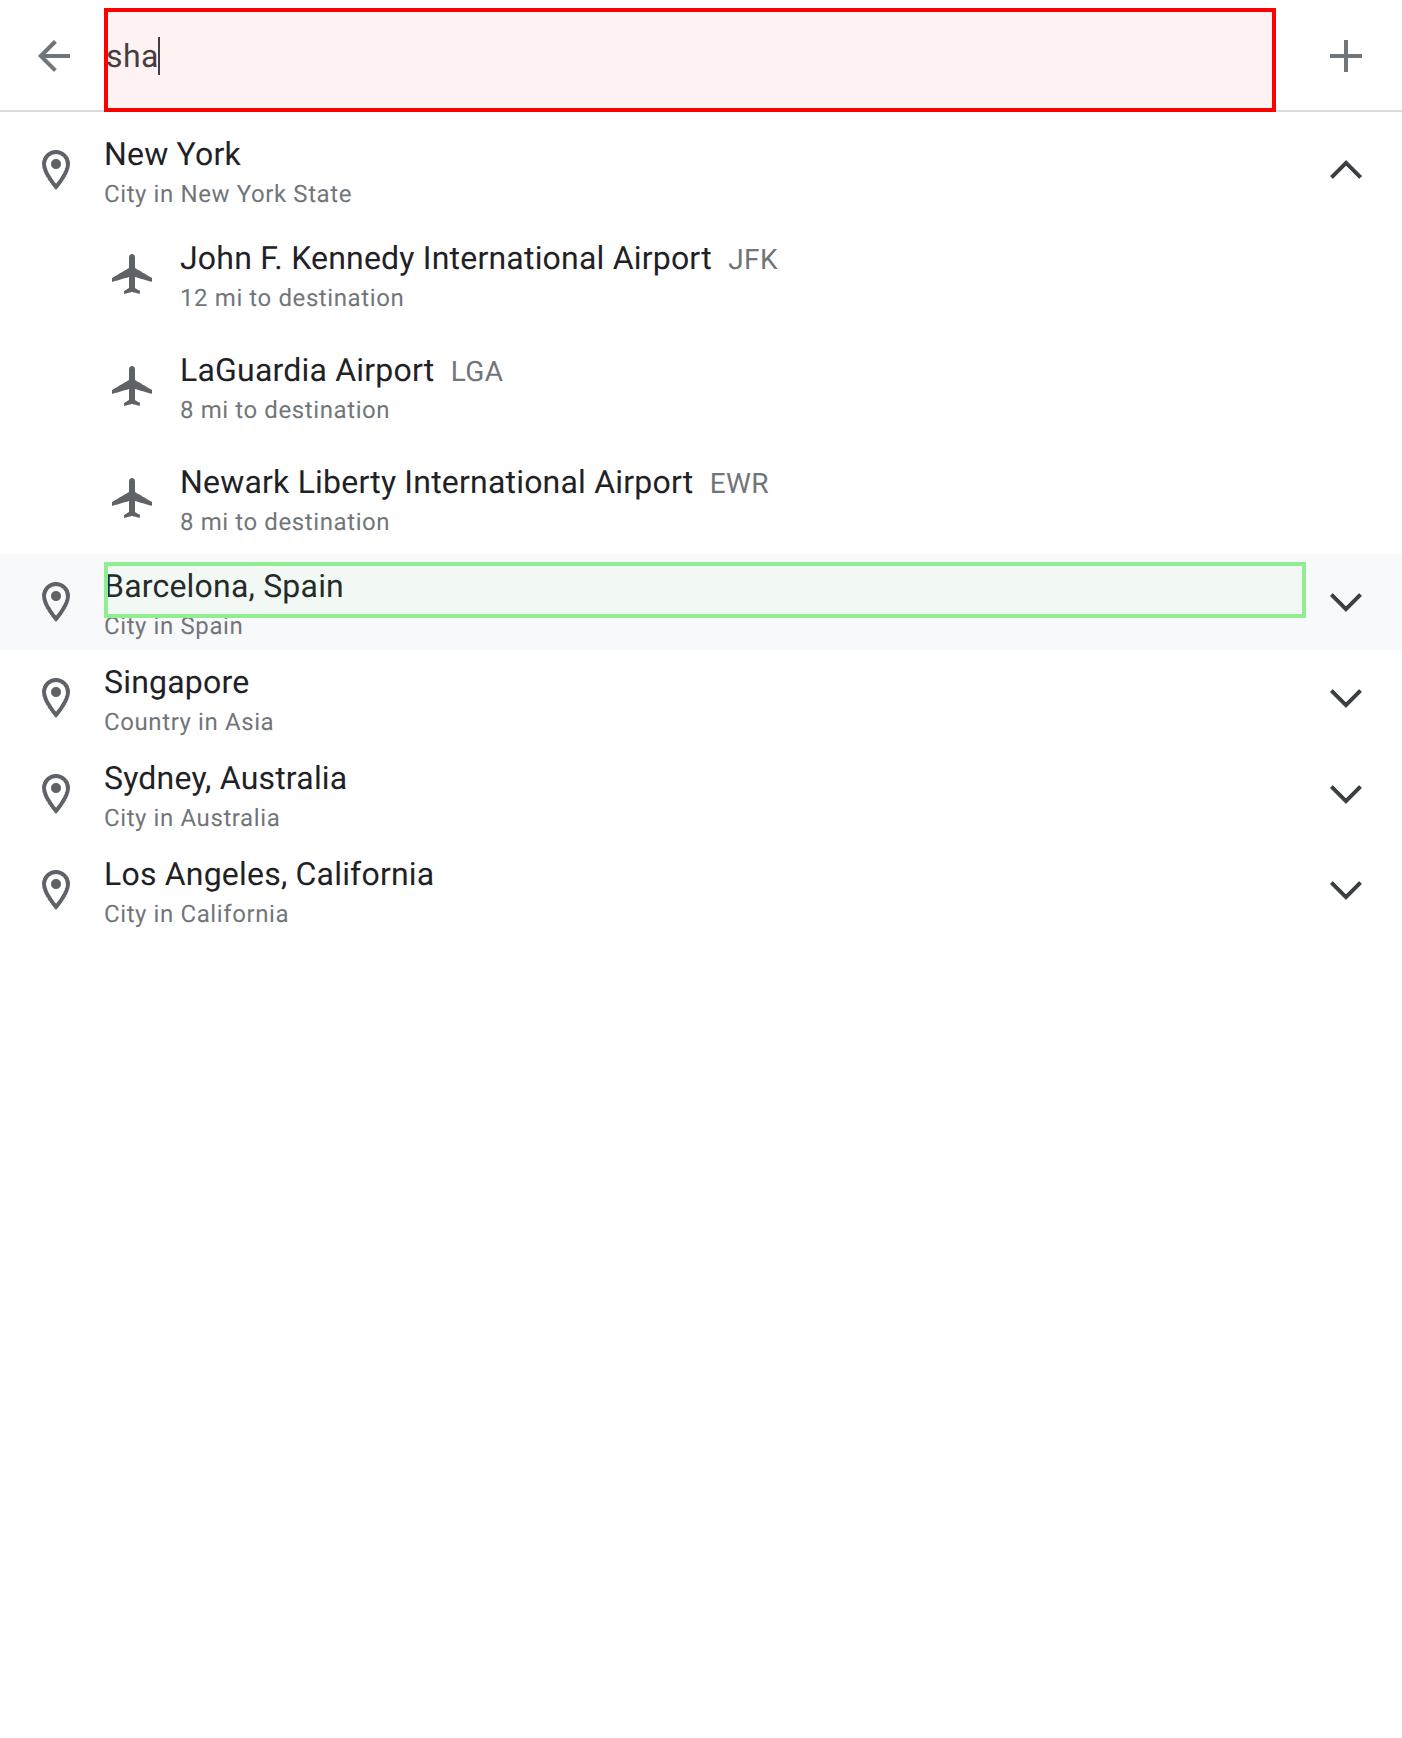 sha
New York
City in New York State
John F. Kennedy International Airport JFK
12 mi to destination
LaGuardia Airport LGA
8 mi to destination
Newark Liberty International Airport EWR
8 mi to destination
Barcelona, Spain
City in Spain
Singapore
Country in Asia
Sydney, Australia
City in Australia
Los Angeles, California
City in California